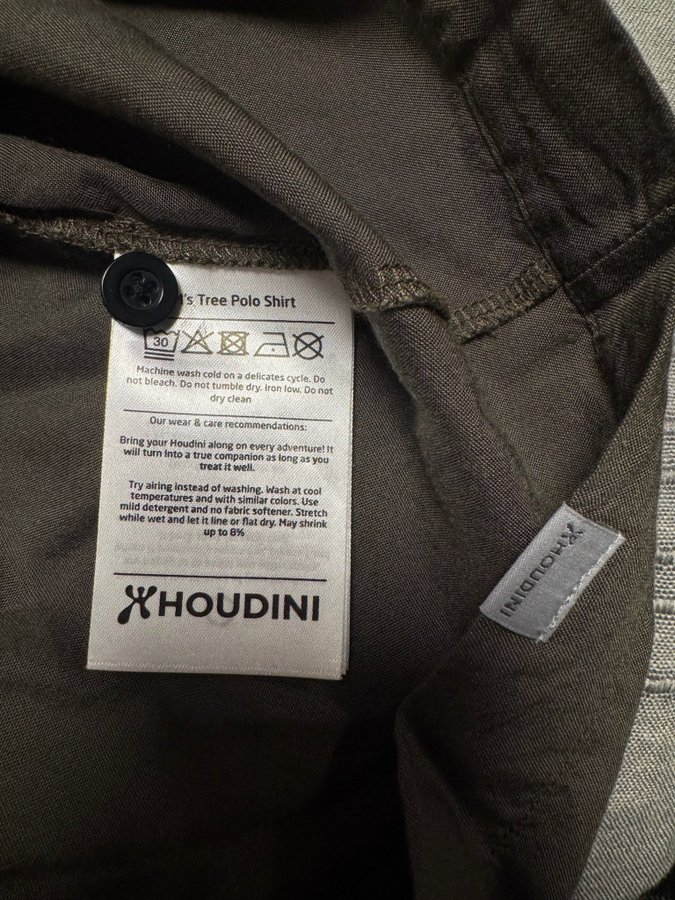 's Tree Polo Shirt
30
Machine wash cold on a delicates cycle. Do
not bleach. Do not tumble dry. Iron low. Do not
dry clean
Our wear & care recommendations:
Bring your Houdini along on every adventure! It
will turn into a true companion as long as you
treat it well.
Try airing instead of washing. Wash at cool
temperatures and with similar colors. Use
mild detergent and no fabric softener. Stretch
while wet and let it line or flat dry. May shrink
up to 8%
HOUDINI
HOUDINI